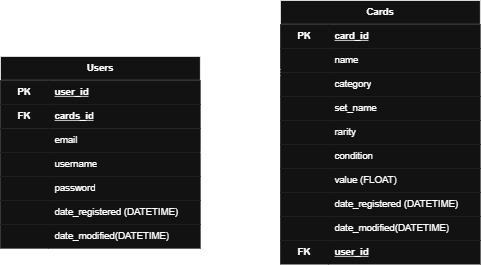 Users
PK user_id
FK cards_id
email
username
password
date_registered (DATETIME)
date_modified(DATETIME)
Cards
PK card_id
name
category
set_name
rarity
condition
value (FLOAT)
date_registered (DATETIME)
date_modified(DATETIME)
FK user_id